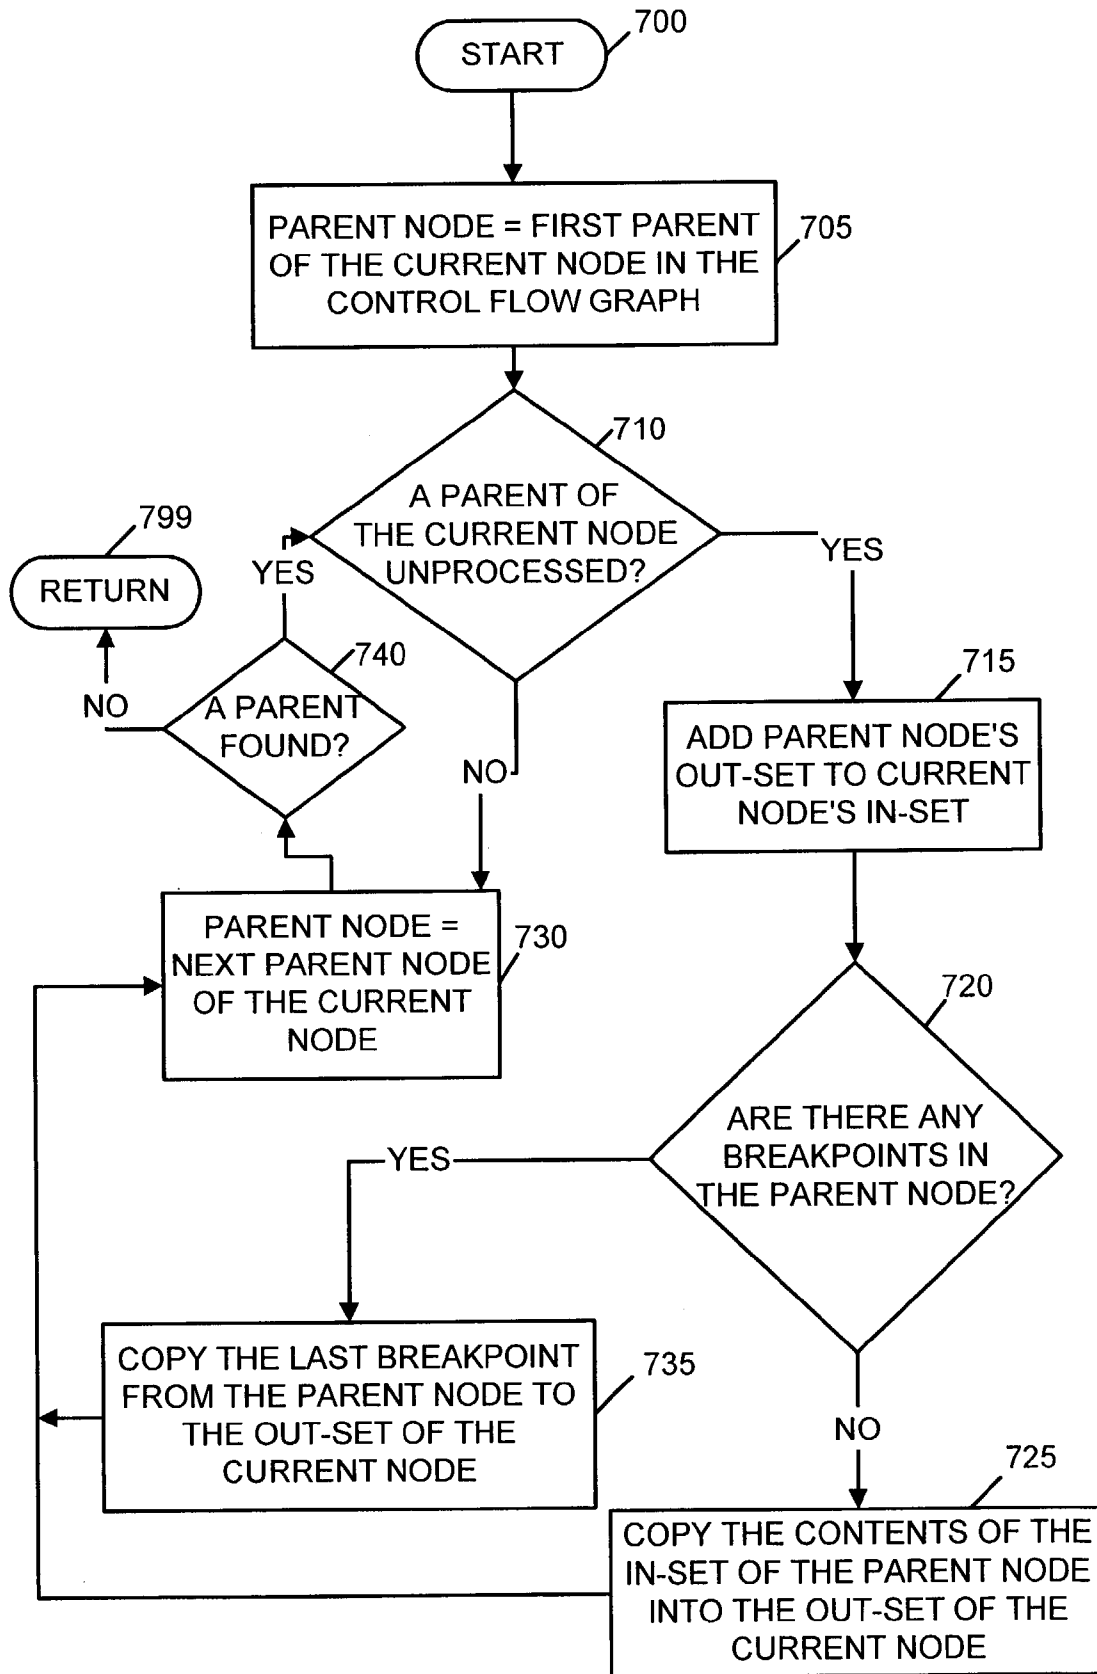 700
START
PARENT NODE = FIRST PARENT
OF THE CURRENT NODE IN THE
CONTROL FLOW GRAPH
705
710
A PARENT OF
THE CURRENT NODE
UNPROCESSED?
YES
799
RETURN
YES
740
A PARENT
FOUND?
NO
NO
715
ADD PARENT NODE'S
OUT-SET TO CURRENT
NODE'S IN-SET
PARENT NODE =
NEXT PARENT NODE
OF THE CURRENT
NODE
730
720
ARE THERE ANY
BREAKPOINTS IN
THE PARENT NODE?
YES
COPY THE LAST BREAKPOINT
FROM THE PARENT NODE TO
THE OUT-SET OF THE
CURRENT NODE
735
NO
725
COPY THE CONTENTS OF THE
IN-SET OF THE PARENT NODE
INTO THE OUT-SET OF THE
CURRENT NODE